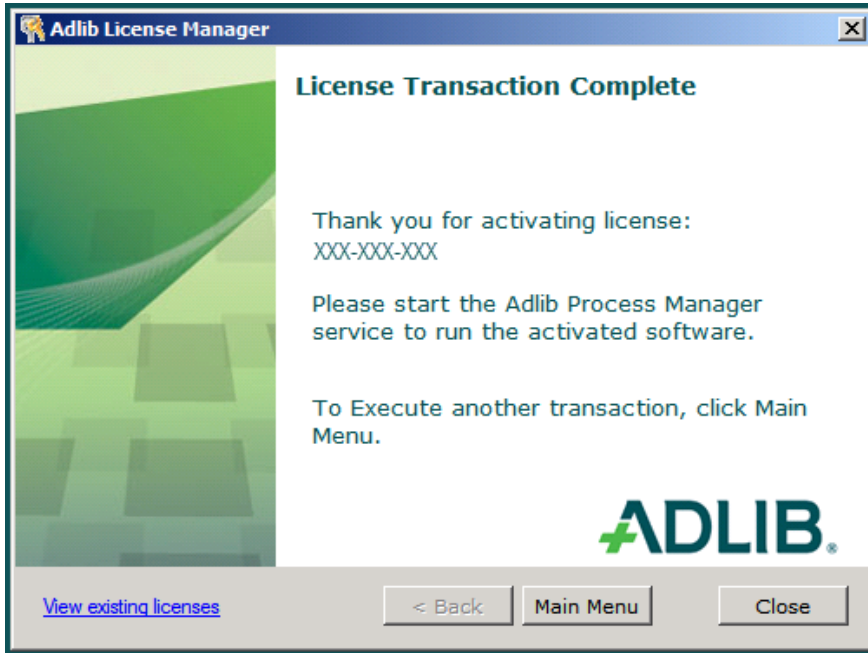 Adlib License Manager
License Transaction Complete
Thank you for activating license:
XXX-XXX-XXX
Please start the Adlib Process Manager
service to run the activated software.
To Execute another transaction, click Main
Menu.
ADLIB®
View existing licenses
< Back
Main Menu
Close